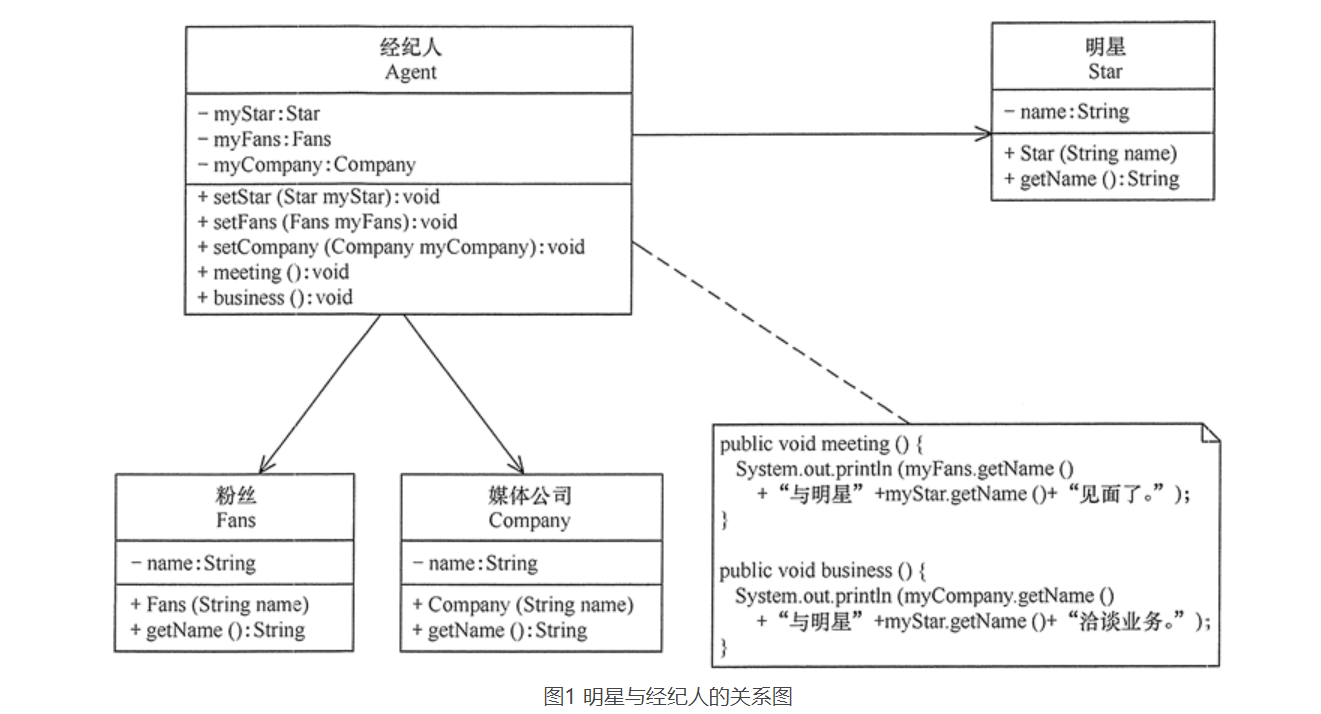 经纪人
Agent
- myStar:Star
- myFans:Fans
- myCompany:Company
+ setStar (Star myStar):void
+ setFans (Fans myFans):void
+ setCompany (Company myCompany):void
+ meeting ():void
+ business ():void
明星
Star
- name:String
+ Star (String name)
+ getName ():String
粉丝
Fans
- name:String
+ Fans (String name)
+ getName ():String
媒体公司
Company
- name:String
+ Company (String name)
+ getName ():String
public void meeting () {
System.out.println (myFans.getName ()
+ “与明星” +myStar.getName ()+ “见面了。” );
}
public void business () {
System.out.println (myCompany.getName ()
+ “与明星” +myStar.getName ()+ “洽谈业务。” );
}
图1 明星与经纪人的关系图